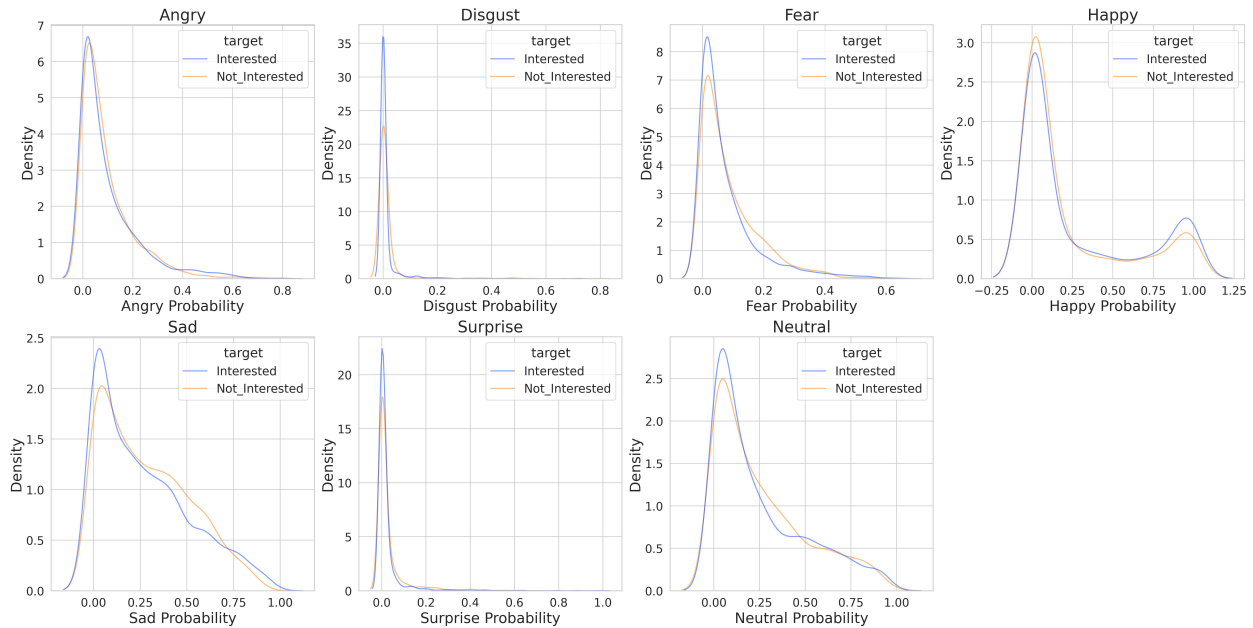 Angry
7
6
5
4
3
2
1
0
Density
0.0 0.2 0.4 0.6 0.8
Angry Probability
target
Interested
Not_Interested
Disgust
35
30
25
20
15
10
5
0
Density
0.0 0.2 0.4 0.6 0.8
Disgust Probability
target
Interested
Not_Interested
Fear
8
7
6
5
4
3
2
1
0
Density
0.0 0.2 0.4 0.6
Fear Probability
target
Interested
Not_Interested
Happy
3.0
2.5
2.0
1.5
1.0
0.5
0.0
Density
−0.25 0.00 0.25 0.50 0.75 1.00 1.25
Happy Probability
target
Interested
Not_Interested
Sad
2.5
2.0
1.5
1.0
0.5
0.0
Density
0.00 0.25 0.50 0.75 1.00
Sad Probability
target
Interested
Not_Interested
Surprise
20
15
10
5
0
Density
0.0 0.2 0.4 0.6 0.8 1.0
Surprise Probability
target
Interested
Not_Interested
Neutral
2.5
2.0
1.5
1.0
0.5
0.0
Density
0.00 0.25 0.50 0.75 1.00
Neutral Probability
target
Interested
Not_Interested